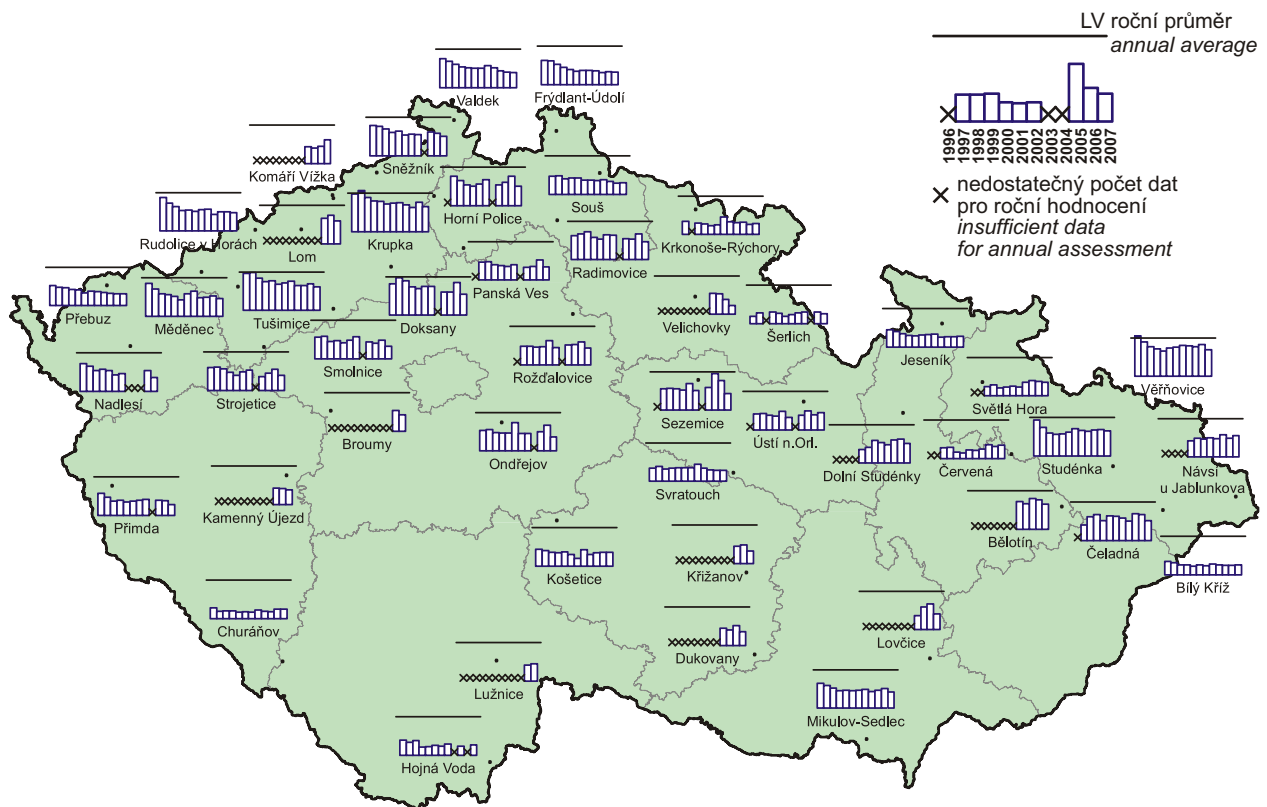 LV roční průměr
annual average
1996
1997
1998
1999
2000
2001
2002
2003
2004
2005
2006
2007
nedostatečný počet dat
pro roční hodnocení
insufficient data
for annual assessment
Valdek
Frýdlant-Údolí
Komáří Vížka
Sněžník
Horní Police
Souš
Rudolice v Horách
Lom
Krupka
Radimovice
Krkonoše-Rýchory
Přebuz
Měděnec
Tušimice
Doksany
Panská Ves
Velichovky
Šerlich
Jeseník
Věřňovice
Nadlesí
Strojetice
Smolnice
Rožďalovice
Světlá Hora
Broumy
Ondřejov
Sezemice
Ústí n.Orl.
Dolní Studénky
Červená
Studénka
Návsí
u Jablunkova
Přimda
Kamenný Újezd
Svratouch
Bělotín
Čeladná
Košetice
Křižanov
Bílý Kříž
Churáňov
Dukovany
Lovčice
Lužnice
Mikulov-Sedlec
Hojná Voda